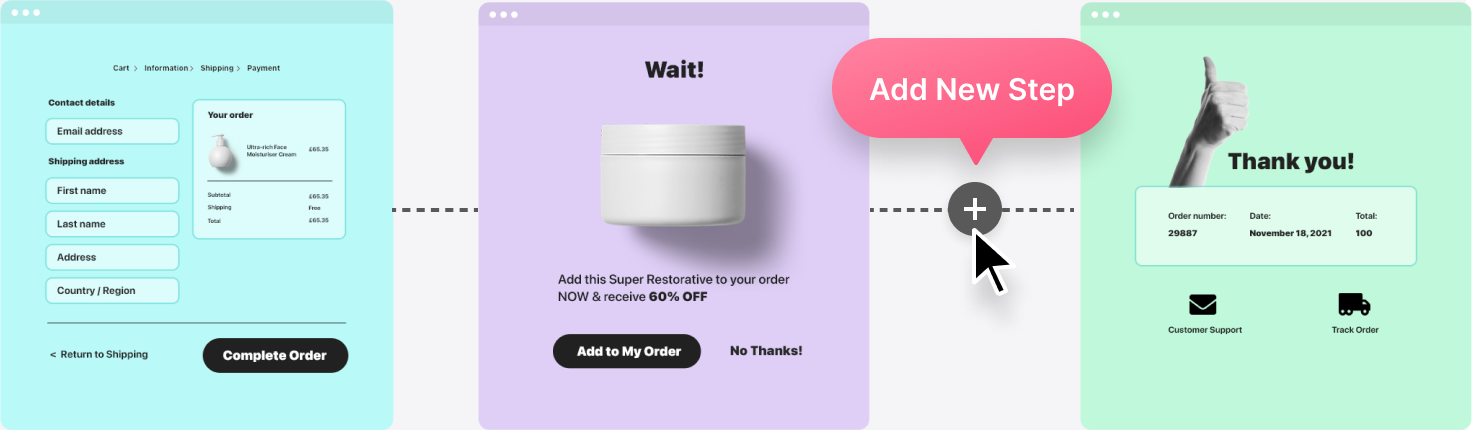 Cart > Information > Shipping > Payment
Contact details
Email address
Shipping address
First name
Last name
Address
Country / Region
Your order
Ultra-rich Face
Moisturiser Cream
£65.35
Subtotal £65.35
Shipping Free
Total £65.35
< Return to Shipping
Complete Order
Wait!
Add this Super Restorative to your order
NOW & receive 60% OFF
Add to My Order
No Thanks!
Add New Step
Thank you!
Order number: Date: Total:
29887 November 18, 2021 100
Customer Support
Track Order